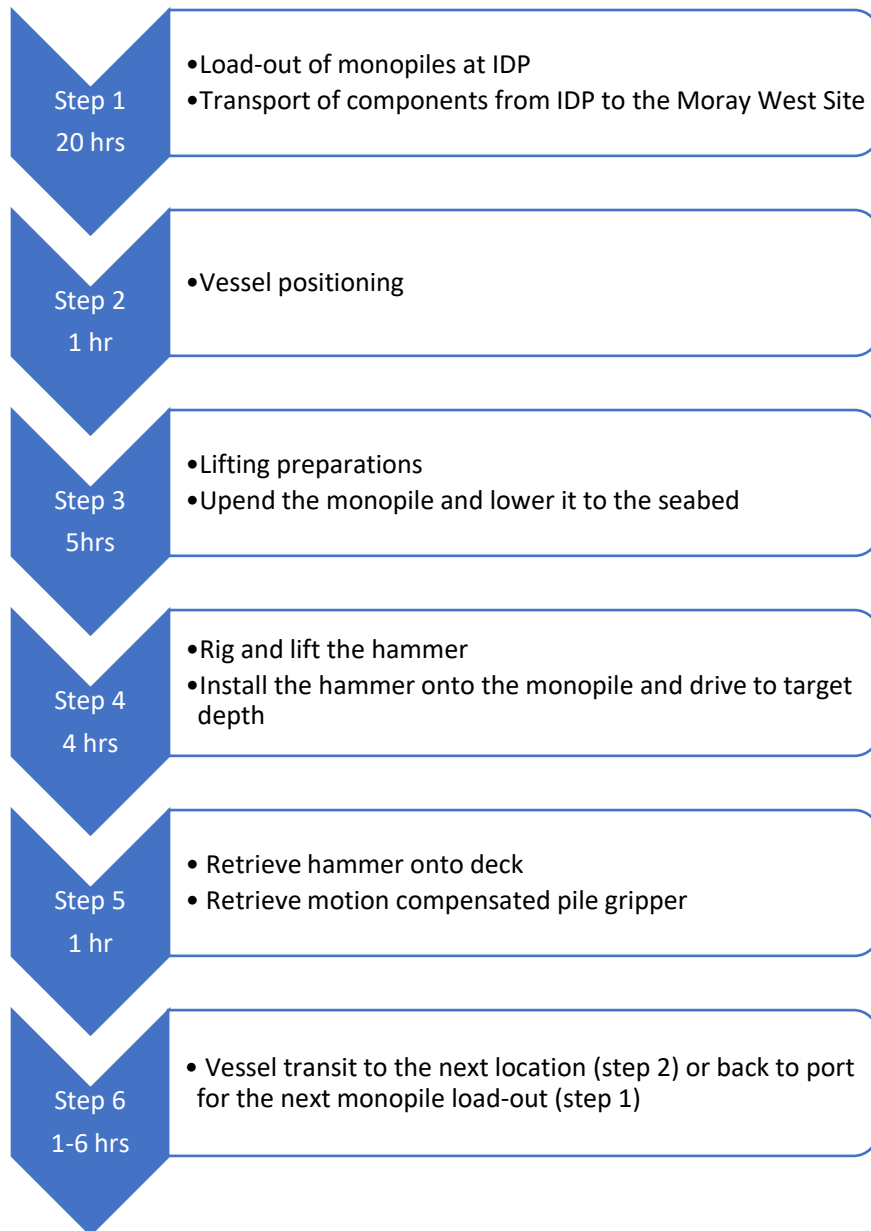 Step 1
20 hrs
•Load-out of monopiles at IDP
•Transport of components from IDP to the Moray West Site
Step 2
1 hr
•Vessel positioning
Step 3
5hrs
•Lifting preparations
•Upend the monopile and lower it to the seabed
Step 4
4 hrs
•Rig and lift the hammer
•Install the hammer onto the monopile and drive to target
depth
Step 5
1 hr
• Retrieve hammer onto deck
• Retrieve motion compensated pile gripper
Step 6
1-6 hrs
• Vessel transit to the next location (step 2) or back to port
for the next monopile load-out (step 1)